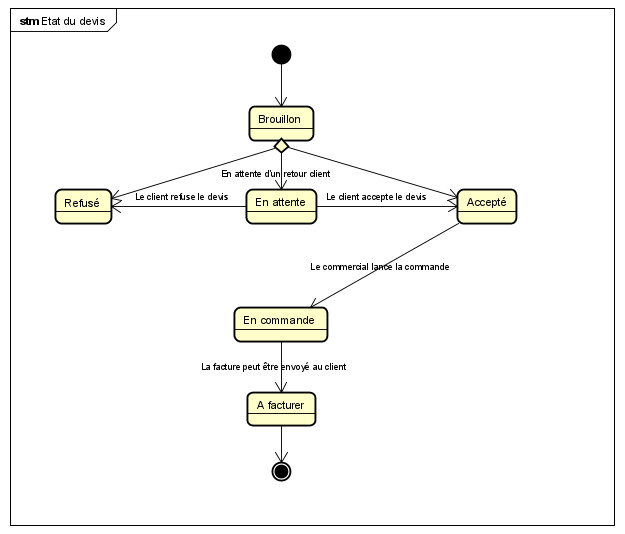 stm Etat du devis
Brouillon
En attente d'un retour client
Refusé
Le client refuse le devis
En attente
Le client accepte le devis
Accepté
Le commercial lance la commande
En commande
La facture peut être envoyé au client
A facturer